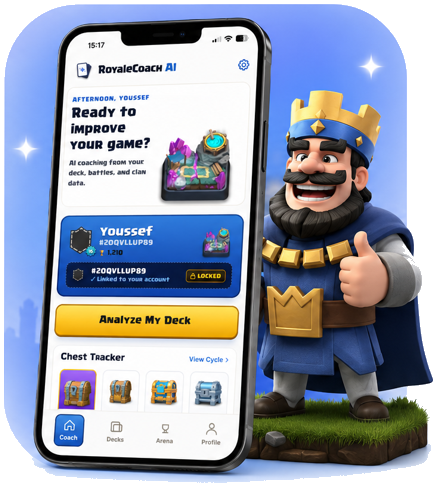 15:17
RoyaleCoach AI
AFTERNOON, YOUSSEF
Ready to
improve
your game?
AI coaching from your
deck, battles, and clan
data.
Youssef
#2QQVLLUP89
1,210
#2QQVLLUP89
✓ Linked to your account
LOCKED
Analyze My Deck
Chest Tracker
View Cycle >
Coach
Decks
Arena
Profile